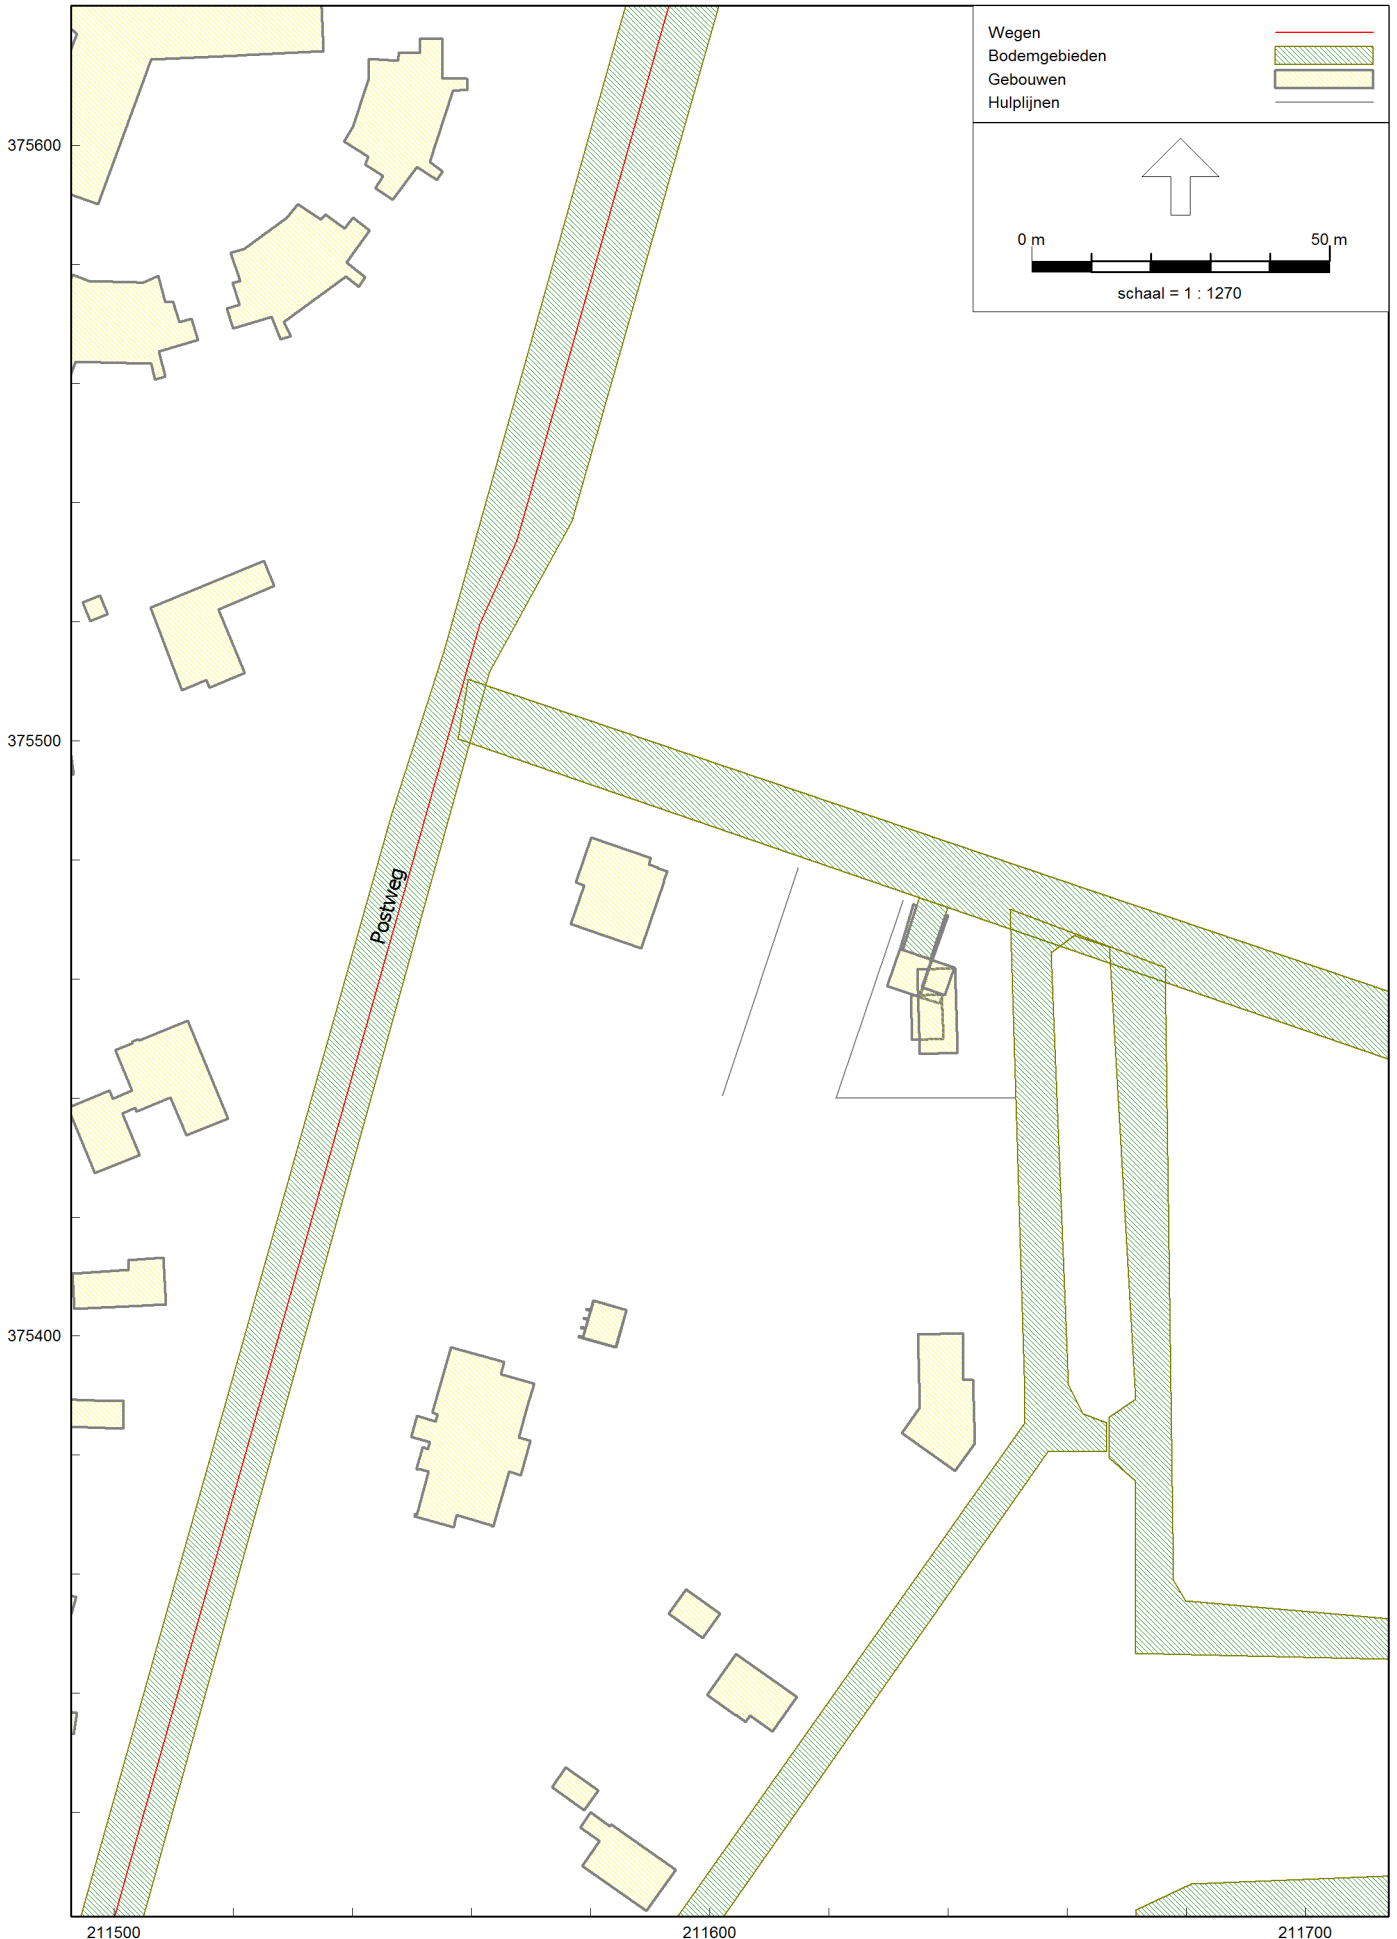 Wegen
Bodemgebieden
Gebouwen
Hulplijnen
0 m 50 m
schaal = 1 : 1270
375600
375500
Postweg
375400
211500 211600 211700